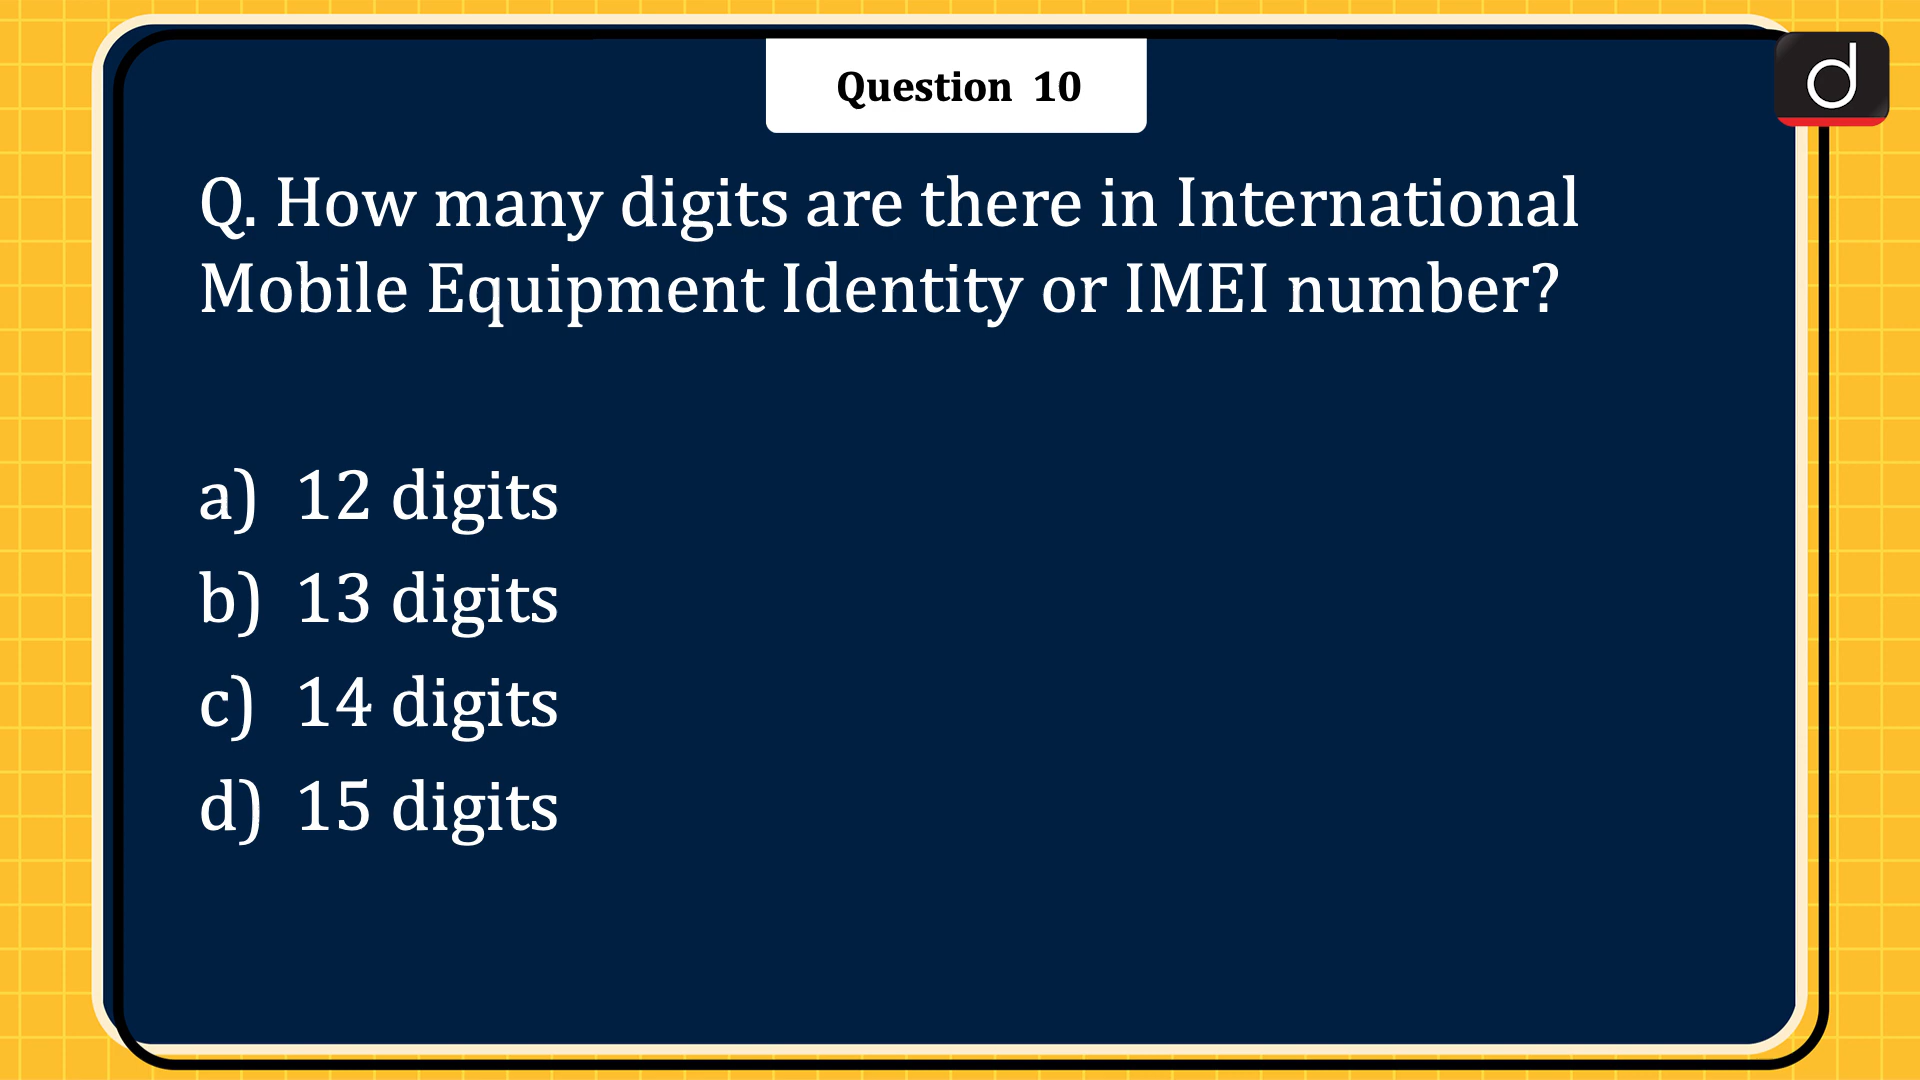 Question 10
d
Q. How many digits are there in International
Mobile Equipment Identity or IMEI number?
a) 12 digits
b) 13 digits
c) 14 digits
d) 15 digits